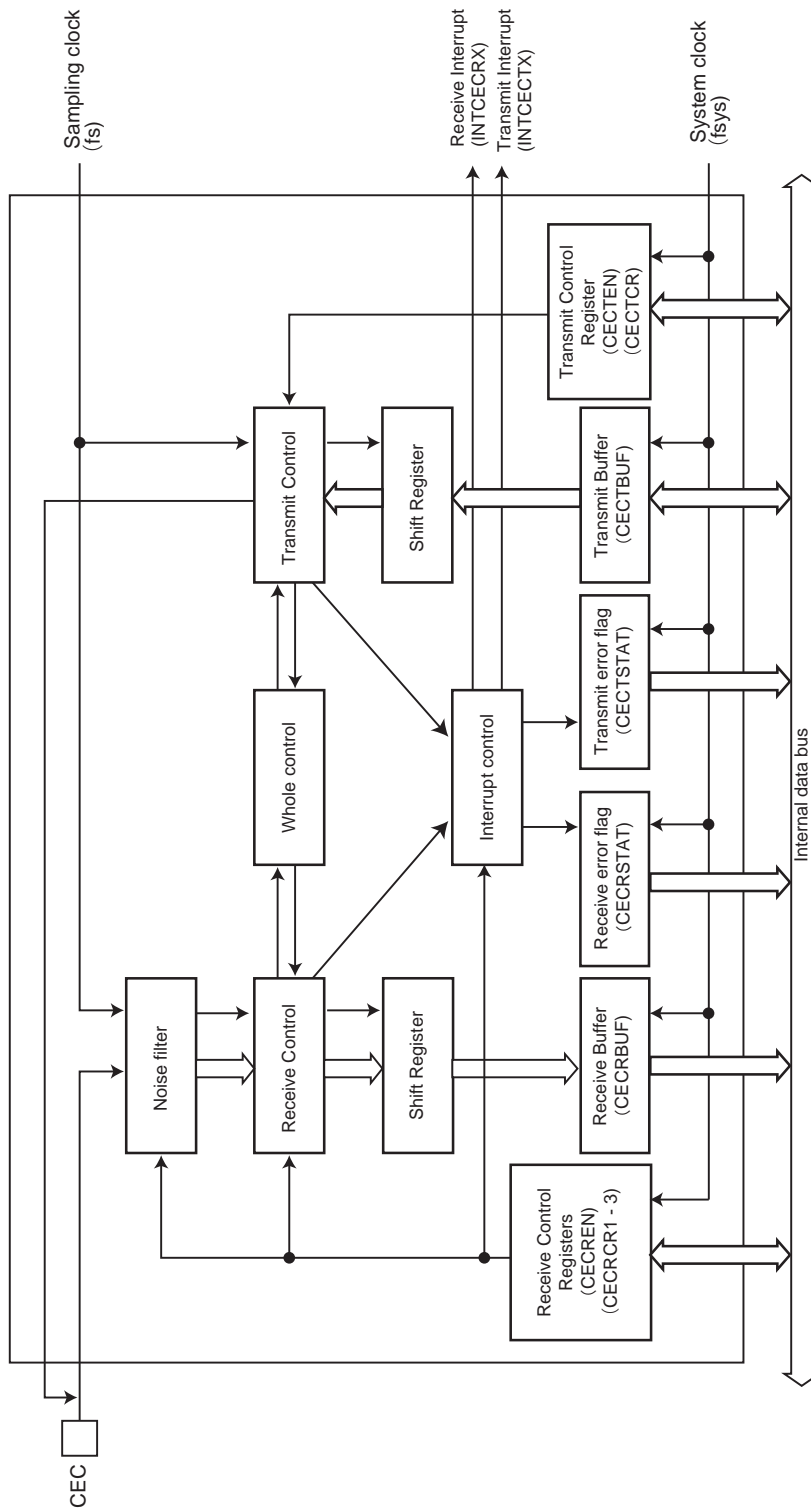 CEC
Sampling clock
(fs)
Noise filter
Receive Control
Whole control
Transmit Control
Shift Register
Shift Register
Interrupt control
Receive Interrupt
(INTCECRX)
Transmit Interrupt
(INTCECTX)
Receive Control
Registers
(CECREN)
(CECRCR1 - 3)
Receive Buffer
(CECRBUF)
Receive error flag
(CECRSTAT)
Transmit error flag
(CECTSTAT)
Transmit Buffer
(CECTBUF)
Transmit Control
Register
(CECTEN)
(CECTCR)
System clock
(fsys)
Internal data bus